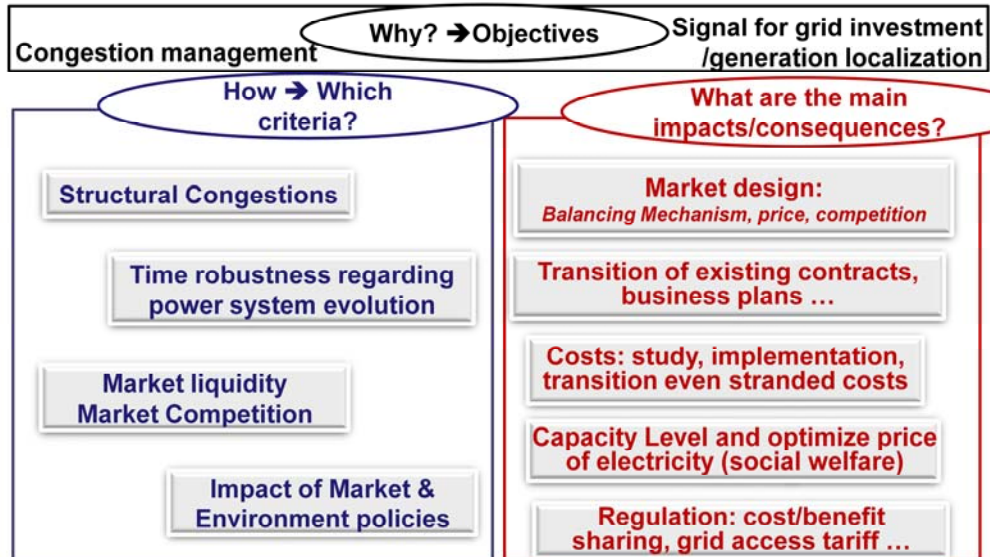 Congestion management
Why? ➔Objectives
Signal for grid investment
/generation localization
How ➔ Which
criteria?
Structural Congestions
Time robustness regarding
power system evolution
Market liquidity
Market Competition
Impact of Market &
Environment policies
What are the main
impacts/consequences?
Market design:
Balancing Mechanism, price, competition
Transition of existing contracts,
business plans ...
Costs: study, implementation,
transition even stranded costs
Capacity Level and optimize price
of electricity (social welfare)
Regulation: cost/benefit
sharing, grid access tariff ...